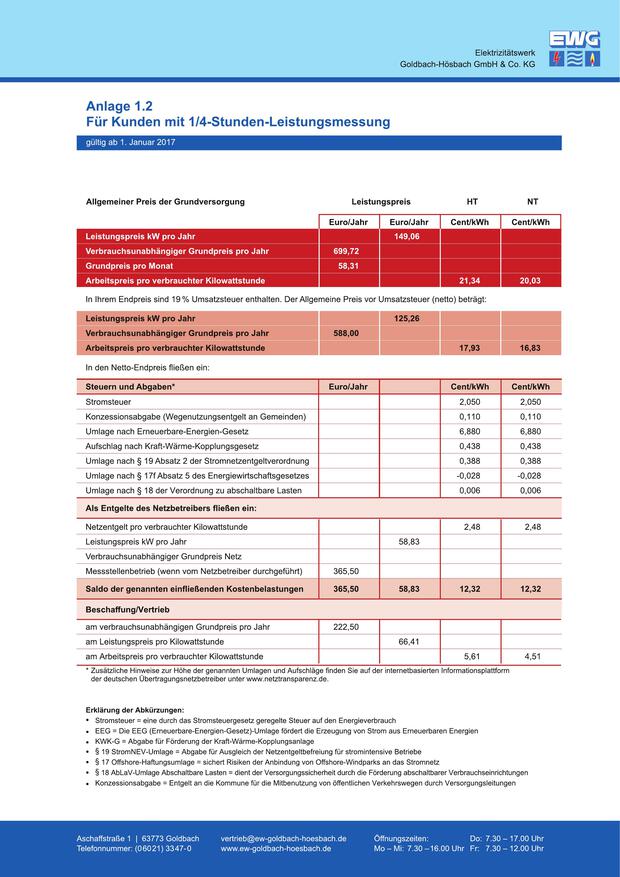 EWG
Elektrizitätswerk
Goldbach-Hösbach GmbH & Co. KG
Anlage 1.2
Für Kunden mit 1/4-Stunden-Leistungsmessung
gültig ab 1. Januar 2017
Allgemeiner Preis der Grundversorgung Leistungspreis HT NT
Euro/Jahr Euro/Jahr Cent/kWh Cent/kWh
Leistungspreis kW pro Jahr 149,06
Verbrauchsunabhängiger Grundpreis pro Jahr 699,72
Grundpreis pro Monat 58,31
Arbeitspreis pro verbrauchter Kilowattstunde 21,34 20,03
In Ihrem Endpreis sind 19 % Umsatzsteuer enthalten. Der Allgemeine Preis vor Umsatzsteuer (netto) beträgt:
Leistungspreis kW pro Jahr 125,26
Verbrauchsunabhängiger Grundpreis pro Jahr 588,00
Arbeitspreis pro verbrauchter Kilowattstunde 17,93 16,83
In den Netto-Endpreis fließen ein:
Steuern und Abgaben* Euro/Jahr Cent/kWh Cent/kWh
Stromsteuer 2,050 2,050
Konzessionsabgabe (Wegenutzungsentgelt an Gemeinden) 0,110 0,110
Umlage nach Erneuerbare-Energien-Gesetz 6,880 6,880
Aufschlag nach Kraft-Wärme-Kopplungsgesetz 0,438 0,438
Umlage nach § 19 Absatz 2 der Stromnetzentgeltverordnung 0,388 0,388
Umlage nach § 17f Absatz 5 des Energiewirtschaftsgesetzes -0,028 -0,028
Umlage nach § 18 der Verordnung zu abschaltbare Lasten 0,006 0,006
Als Entgelte des Netzbetreibers fließen ein:
Netzentgelt pro verbrauchter Kilowattstunde 2,48 2,48
Leistungspreis kW pro Jahr 58,83
Verbrauchsunabhängiger Grundpreis Netz
Messstellenbetrieb (wenn vom Netzbetreiber durchgeführt) 365,50
Saldo der genannten einfließenden Kostenbelastungen 365,50 58,83 12,32 12,32
Beschaffung/Vertrieb
am verbrauchsunabhängigen Grundpreis pro Jahr 222,50
am Leistungspreis pro Kilowattstunde 66,41
am Arbeitspreis pro verbrauchter Kilowattstunde 5,61 4,51
* Zusätzliche Hinweise zur Höhe der genannten Umlagen und Aufschläge finden Sie auf der internetbasierten Informationsplattform
der deutschen Übertragungsnetzbetreiber unter www.netztransparenz.de.
Erklärung der Abkürzungen:
• Stromsteuer = eine durch das Stromsteuergesetz geregelte Steuer auf den Energieverbrauch
• EEG = Die EEG (Erneuerbare-Energien-Gesetz)-Umlage fördert die Erzeugung von Strom aus Erneuerbaren Energien
• KWK-G = Abgabe für Förderung der Kraft-Wärme-Kopplungsanlage
• § 19 StromNEV-Umlage = Abgabe für Ausgleich der Netzentgeltbefreiung für stromintensive Betriebe
• § 17 Offshore-Haftungsumlage = sichert Risiken der Anbindung von Offshore-Windparks an das Stromnetz
• § 18 AbLaV-Umlage Abschaltbare Lasten = dient der Versorgungssicherheit durch die Förderung abschaltbarer Verbrauchseinrichtungen
• Konzessionsabgabe = Entgelt an die Kommune für die Mitbenutzung von öffentlichen Verkehrswegen durch Versorgungsleitungen
Aschaffstraße 1 | 63773 Goldbach vertrieb@ew-goldbach-hoesbach.de Öffnungszeiten: Do: 7.30 – 17.00 Uhr
Telefonnummer: (06021) 3347-0 www.ew-goldbach-hoesbach.de Mo – Mi: 7.30 – 16.00 Uhr Fr: 7.30 – 12.00 Uhr